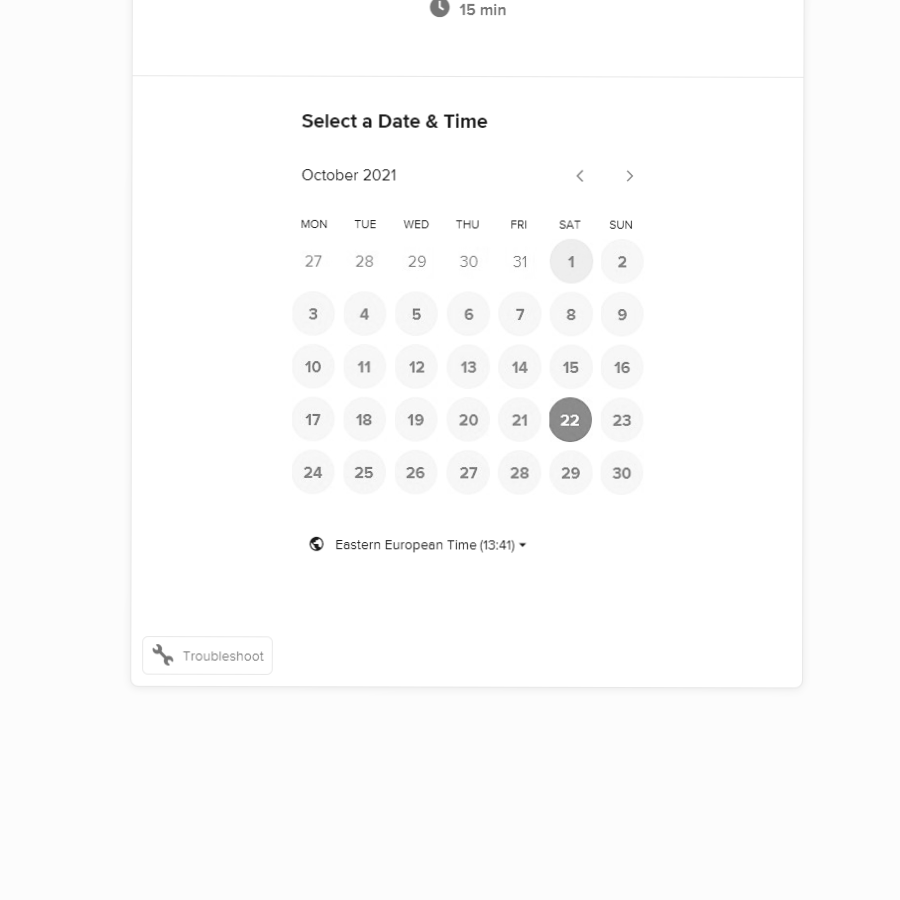 15 min
Select a Date & Time
October 2021
MON TUE WED THU FRI SAT SUN
27 28 29 30 31 1 2
3 4 5 6 7 8 9
10 11 12 13 14 15 16
17 18 19 20 21 22 23
24 25 26 27 28 29 30
Eastern European Time (13:41)
Troubleshoot